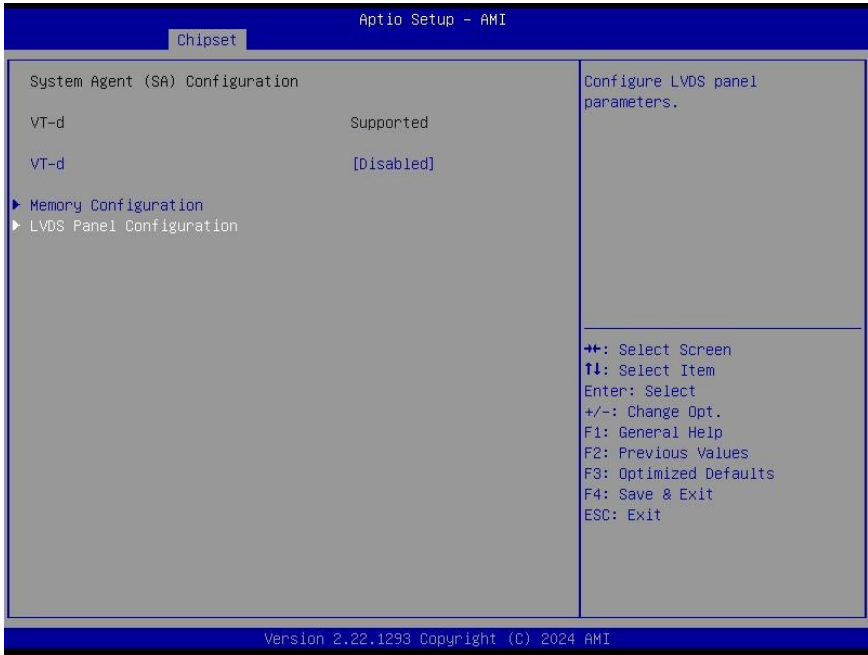 Aptio Setup – AMI
Chipset
System Agent (SA) Configuration
VT-d Supported
VT-d [Disabled]
Memory Configuration
LVDS Panel Configuration
Configure LVDS panel
parameters.
→←: Select Screen
↑↓: Select Item
Enter: Select
+/-: Change Opt.
F1: General Help
F2: Previous Values
F3: Optimized Defaults
F4: Save & Exit
ESC: Exit
Version 2.22.1293 Copyright (C) 2024 AMI